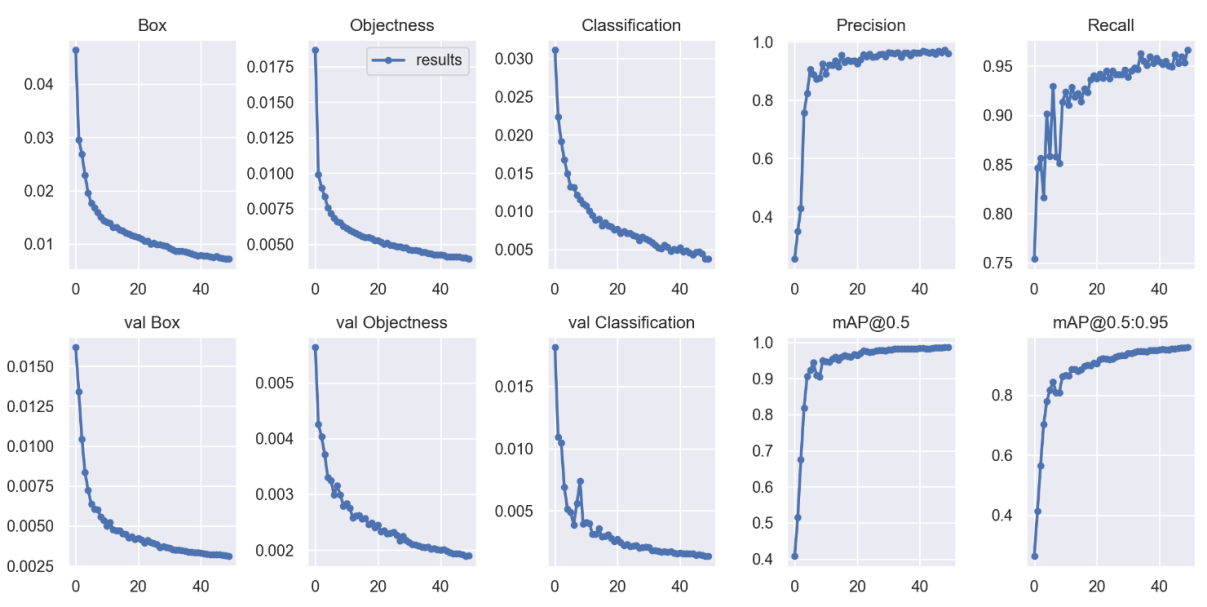 Box
0.04
0.03
0.02
0.01
0 20 40
Objectness
results
0.0175
0.0150
0.0125
0.0100
0.0075
0.0050
0 20 40
Classification
0.030
0.025
0.020
0.015
0.010
0.005
0 20 40
Precision
1.0
0.8
0.6
0.4
0 20 40
Recall
0.95
0.90
0.85
0.80
0.75
0 20 40
val Box
0.0150
0.0125
0.0100
0.0075
0.0050
0.0025
0 20 40
val Objectness
0.005
0.004
0.003
0.002
0 20 40
val Classification
0.015
0.010
0.005
0 20 40
mAP@0.5
1.0
0.9
0.8
0.7
0.6
0.5
0.4
0 20 40
mAP@0.5:0.95
0.8
0.6
0.4
0 20 40